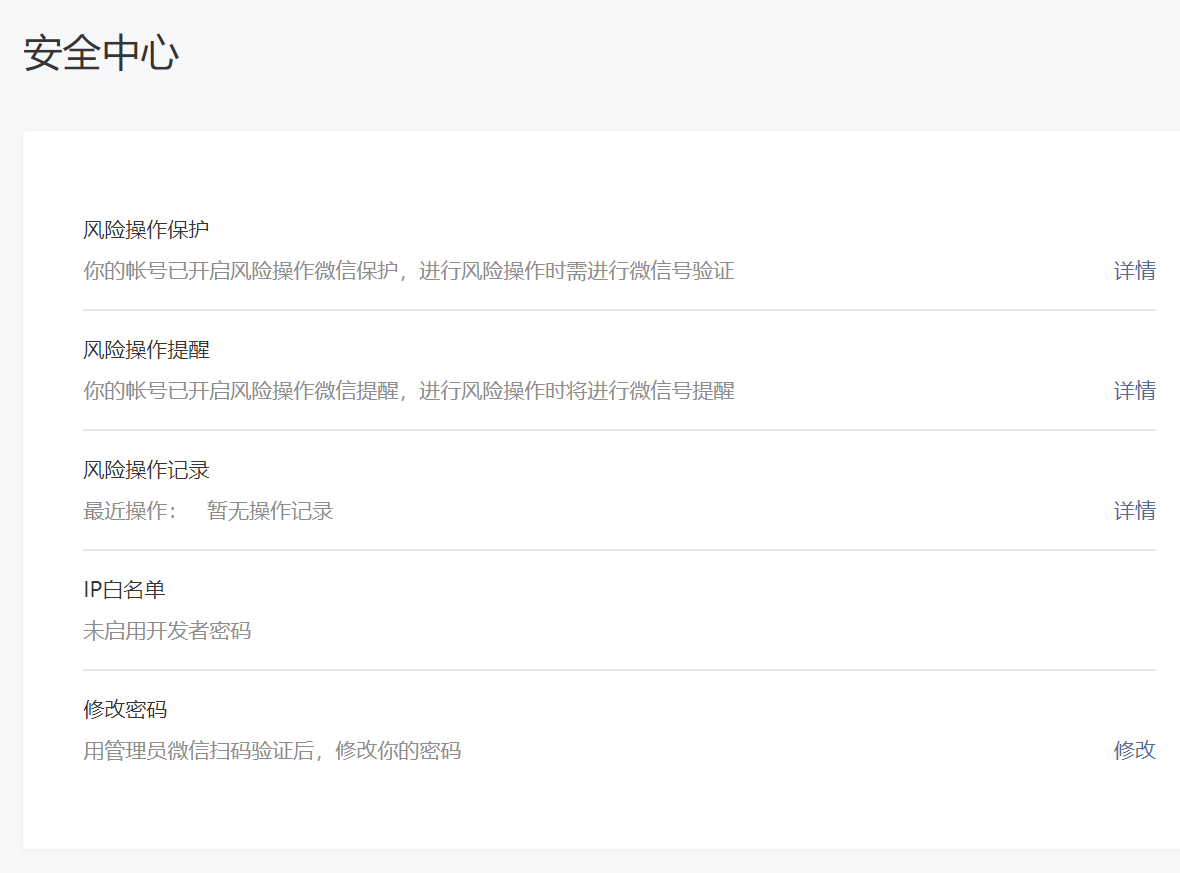 安全中心
风险操作保护
你的帐号已开启风险操作微信保护，进行风险操作时需进行微信号验证 详情
风险操作提醒
你的帐号已开启风险操作微信提醒，进行风险操作时将进行微信号提醒 详情
风险操作记录
最近操作： 暂无操作记录 详情
IP白名单
未启用开发者密码
修改密码
用管理员微信扫码验证后，修改你的密码 修改